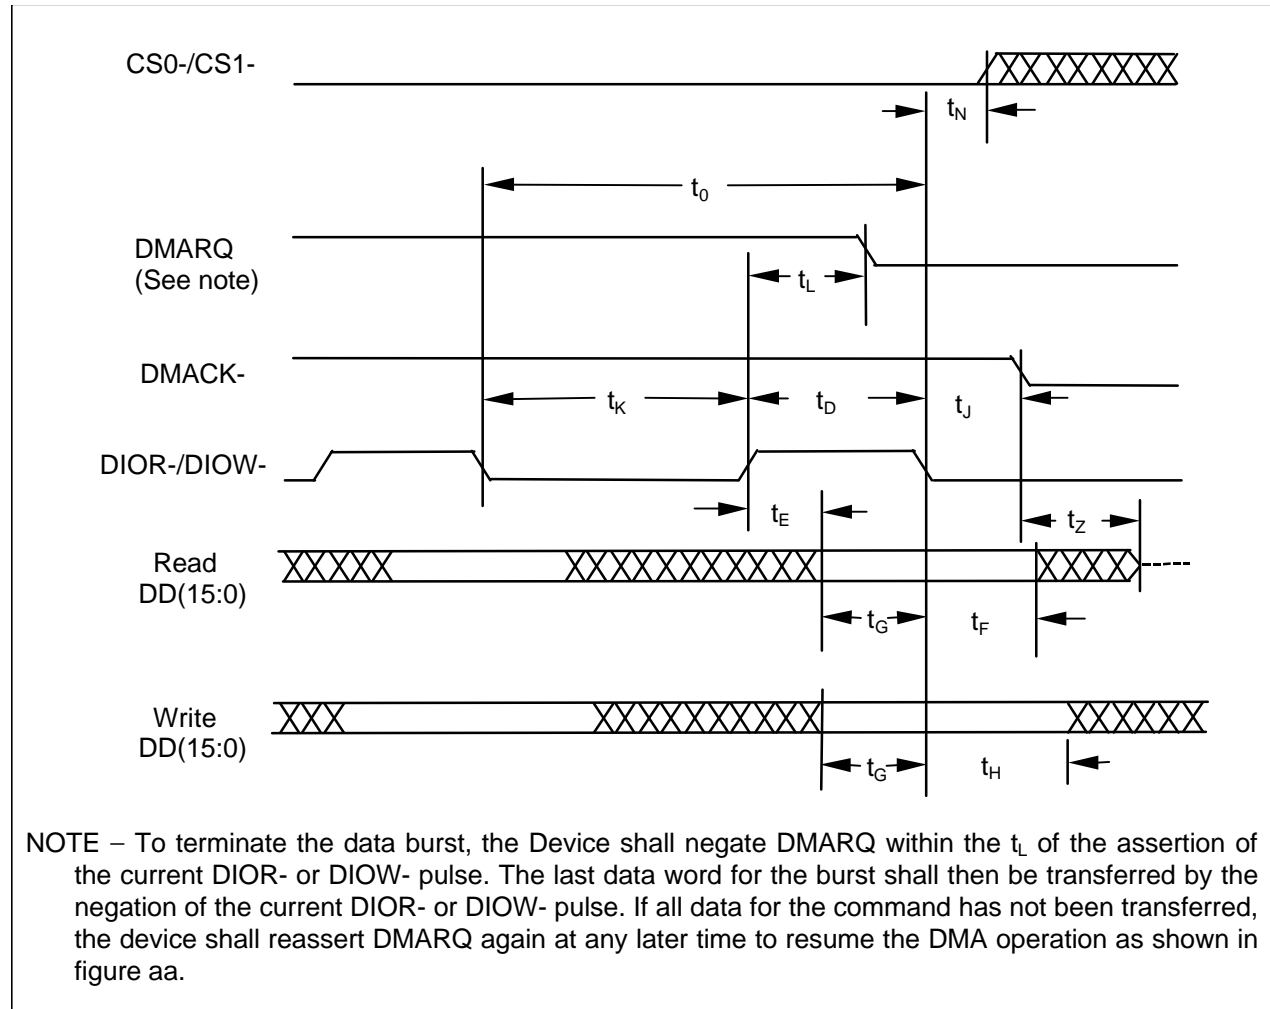 CS0-/CS1-
tN
t0
DMARQ
(See note)
tL
DMACK-
tK
tD
tJ
DIOR-/DIOW-
tE
tZ
Read
DD(15:0)
tG
tF
Write
DD(15:0)
tG
tH
NOTE – To terminate the data burst, the Device shall negate DMARQ within the tL of the assertion of
the current DIOR- or DIOW- pulse. The last data word for the burst shall then be transferred by the
negation of the current DIOR- or DIOW- pulse. If all data for the command has not been transferred,
the device shall reassert DMARQ again at any later time to resume the DMA operation as shown in
figure aa.